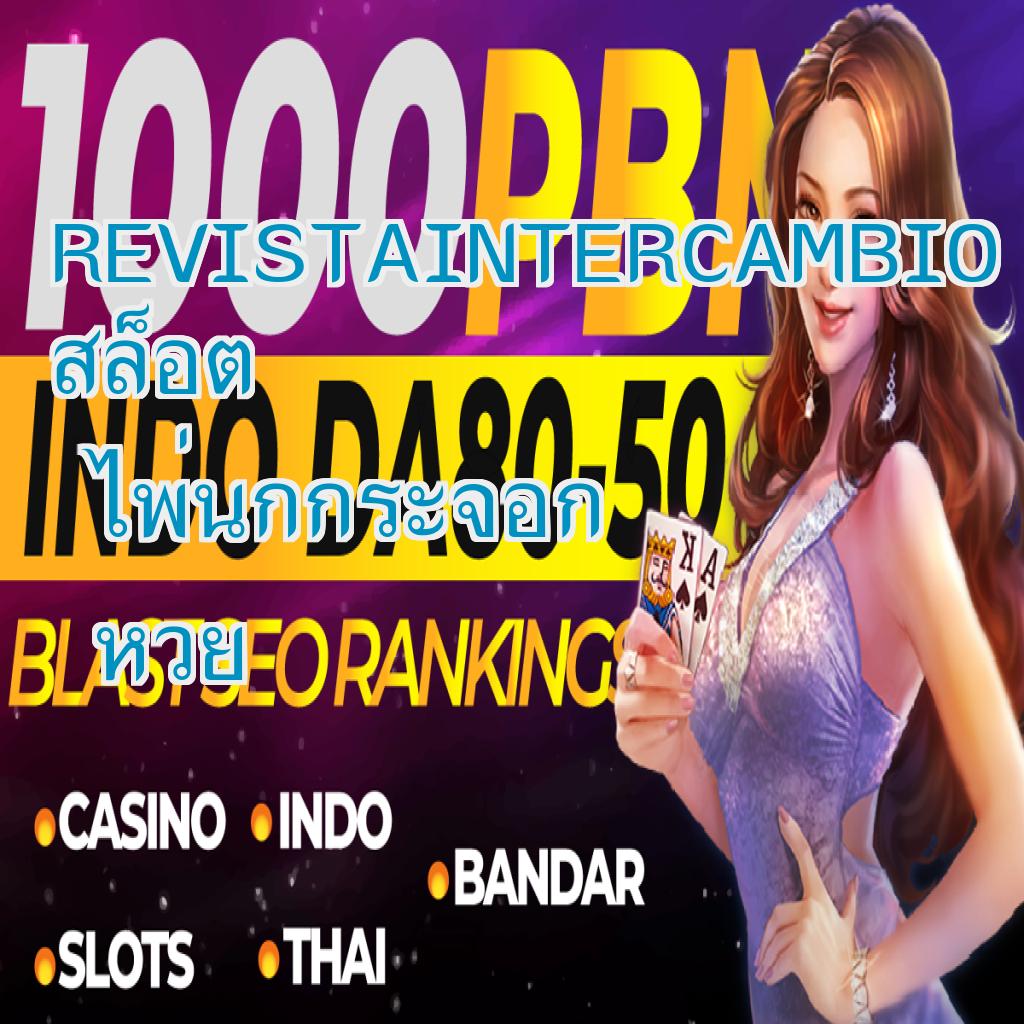 1000PBN
REVISTAINTERCAMBIO
สล็อต
INDO DA80-50
ไพ่นกกระจอก
BLAST SEO RANKINGS
หวย
K A
CASINO INDO
BANDAR
SLOTS THAI